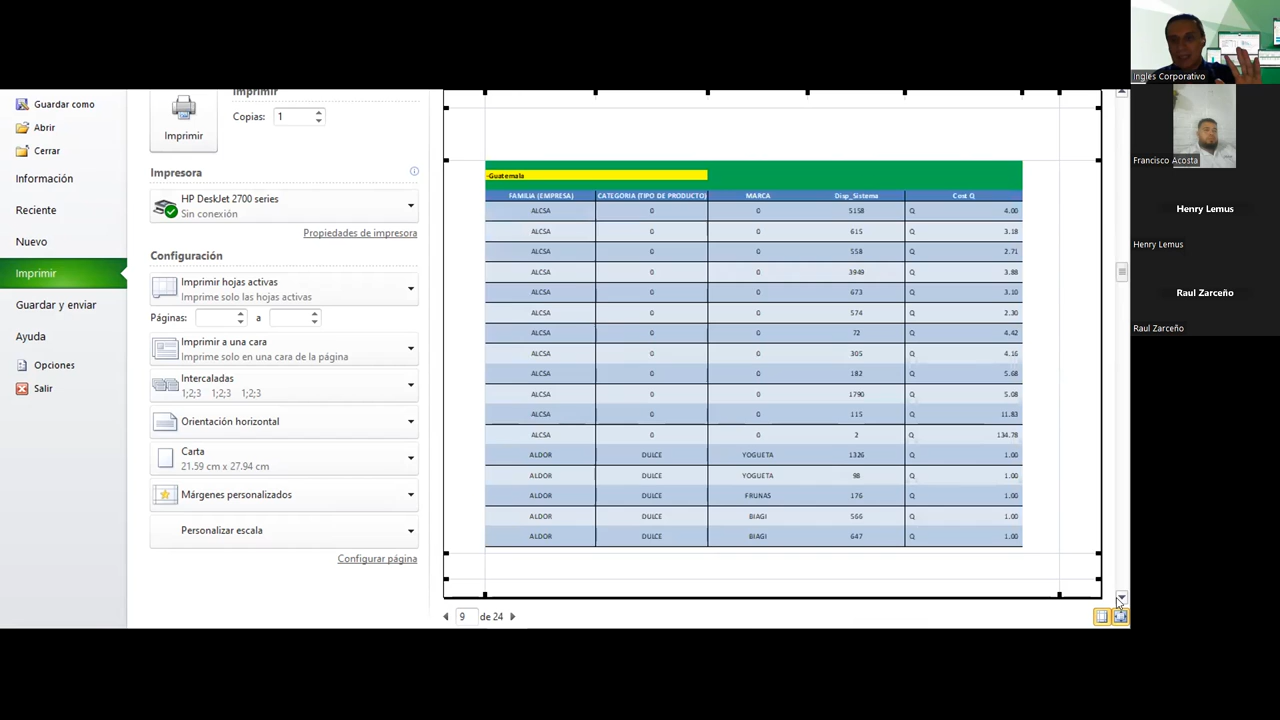 Guardar como
Abrir
Cerrar
Información
Reciente
Nuevo
Imprimir
Guardar y enviar
Ayuda
Opciones
Salir
Imprimir
Imprimir
Copias: 1
Impresora
HP DeskJet 2700 series
Sin conexión
Propiedades de impresora
Configuración
Imprimir hojas activas
Imprime solo las hojas activas
Páginas: a
Imprimir a una cara
Imprime solo en una cara de la página
Intercaladas
1;2;3 1;2;3 1;2;3
Orientación horizontal
Carta
21.59 cm x 27.94 cm
Márgenes personalizados
Personalizar escala
Configurar página
-Guatemala
FAMILIA (EMPRESA) CATEGORIA (TIPO DE PRODUCTO) MARCA Disp_Sistema Cost Q
ALCSA 0 0 5158 Q 4.00
ALCSA 0 0 615 Q 3.18
ALCSA 0 0 558 Q 2.71
ALCSA 0 0 3949 Q 3.88
ALCSA 0 0 673 Q 3.10
ALCSA 0 0 574 Q 2.30
ALCSA 0 0 72 Q 4.42
ALCSA 0 0 305 Q 4.16
ALCSA 0 0 182 Q 5.68
ALCSA 0 0 1790 Q 5.08
ALCSA 0 0 115 Q 11.83
ALCSA 0 0 2 Q 134.78
ALDOR DULCE YOGUETA 1326 Q 1.00
ALDOR DULCE YOGUETA 98 Q 1.00
ALDOR DULCE FRUNAS 176 Q 1.00
ALDOR DULCE BIAGI 566 Q 1.00
ALDOR DULCE BIAGI 647 Q 1.00
9 de 24
Ingles Corporativo
Francisco Acosta
Henry Lemus
Henry Lemus
Raul Zarceño
Raul Zarceño